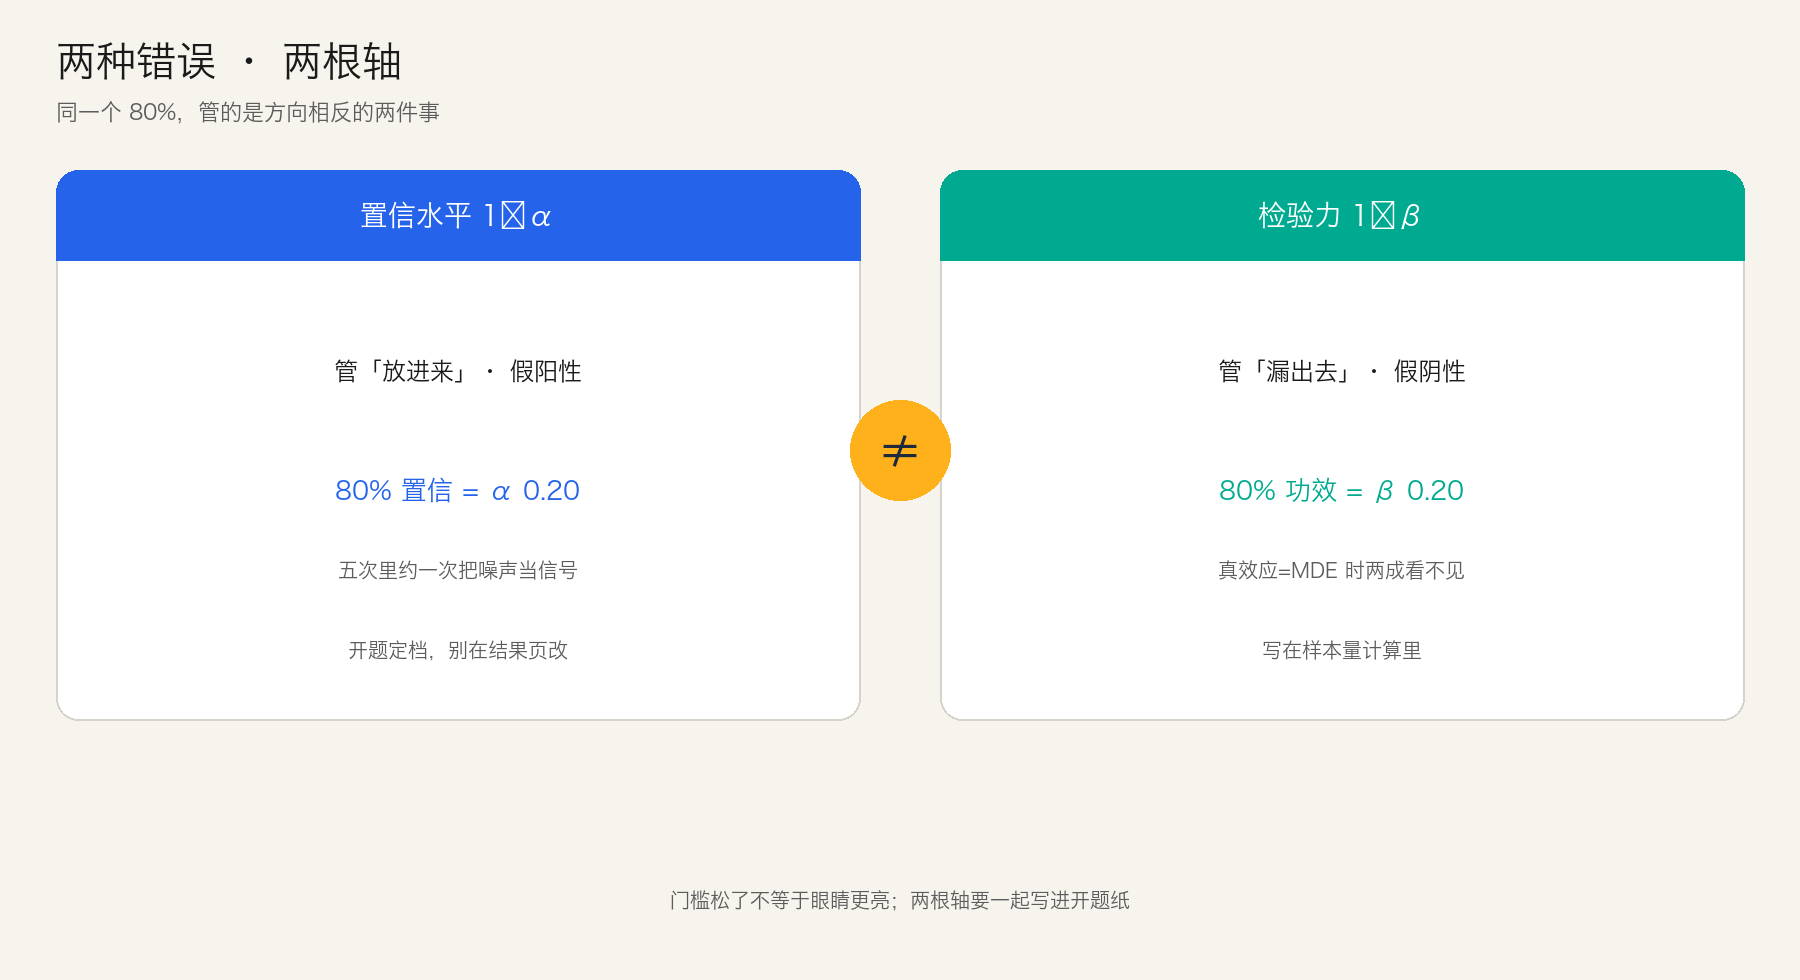 两种错误 · 两根轴
同一个 80%，管的是方向相反的两件事
置信水平 1☒α
管「放进来」· 假阳性
80% 置信 = α 0.20
五次里约一次把噪声当信号
开题定档，别在结果页改
≠
检验力 1☒β
管「漏出去」· 假阴性
80% 功效 = β 0.20
真效应=MDE 时两成看不见
写在样本量计算里
门槛松了不等于眼睛更亮；两根轴要一起写进开题纸